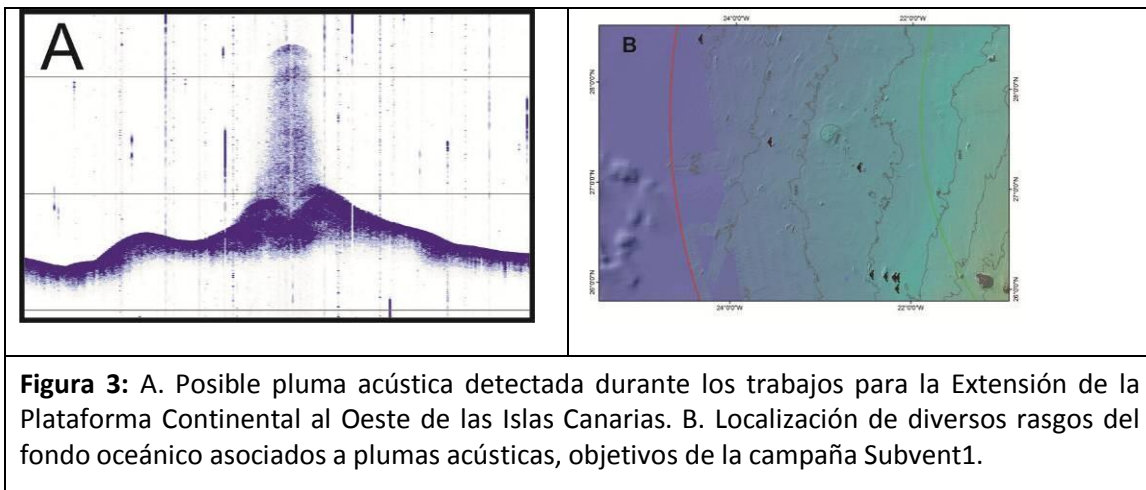 A
B
24°0'0"W 22°0'0"W
28°0'0"N 28°0'0"N
27°0'0"N 27°0'0"N
26°0'0"N 26°0'0"N
24°0'0"W 22°0'0"W
Figura 3: A. Posible pluma acústica detectada durante los trabajos para la Extensión de la
Plataforma Continental al Oeste de las Islas Canarias. B. Localización de diversos rasgos del
fondo oceánico asociados a plumas acústicas, objetivos de la campaña Subvent1.